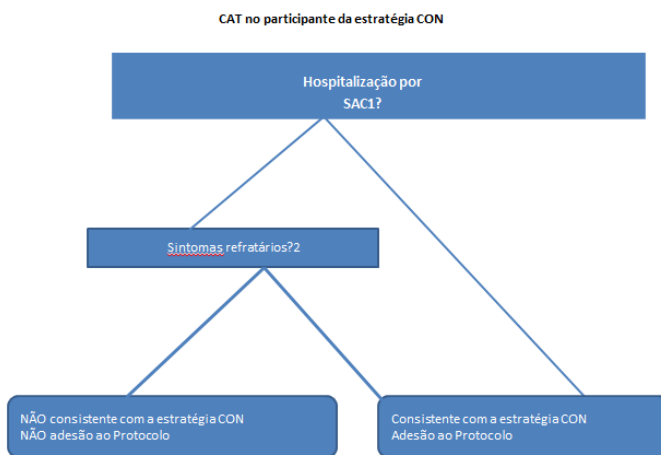 CAT no participante da estratégia CON
Hospitalização por
SAC1?
Sintomas refratários?2
NÃO consistente com a estratégia CON
NÃO adesão ao Protocolo
Consistente com a estratégia CON
Adesão ao Protocolo